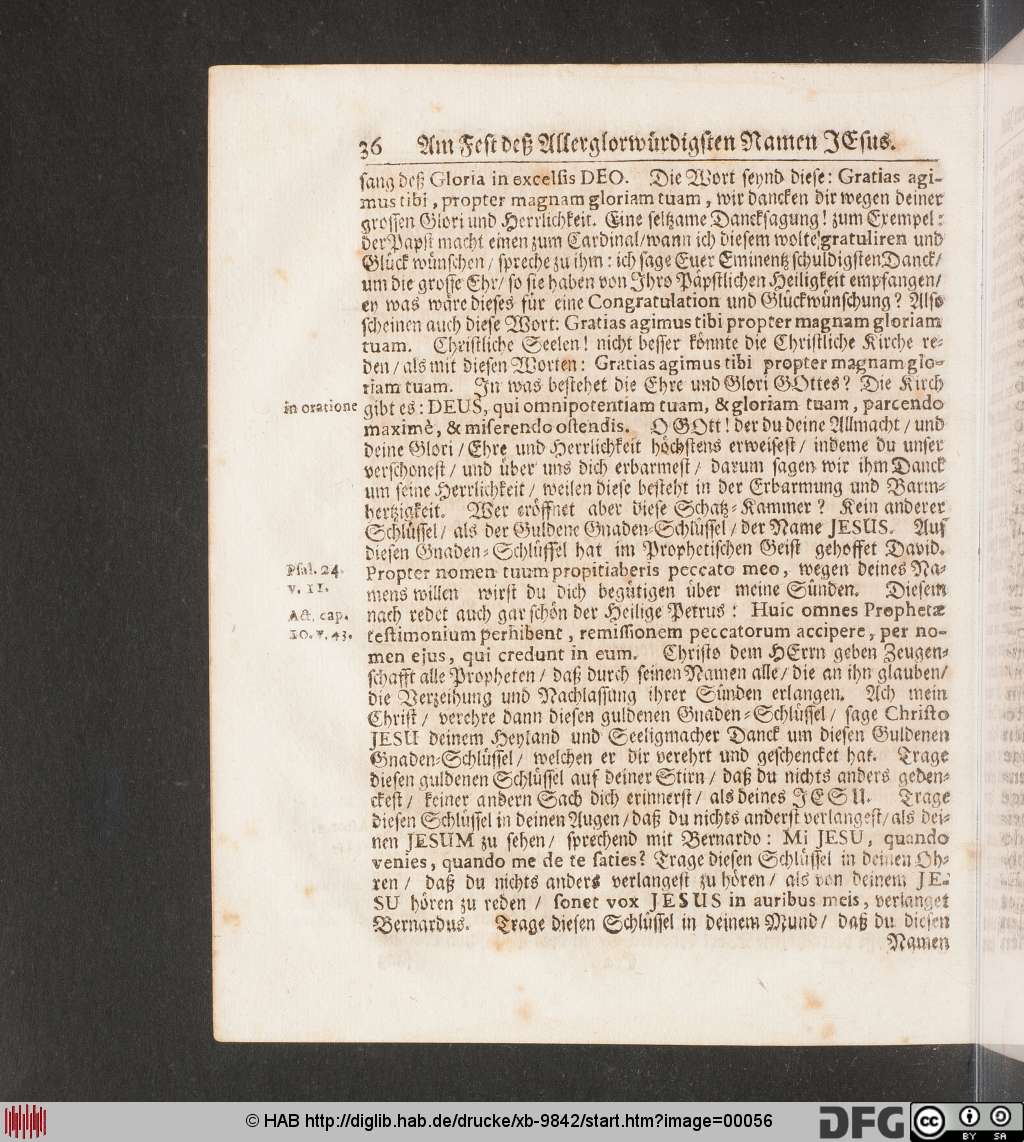 36 Am Fest deß Allerglorwürdigsten Namen JEsus.
sang deß Gloria in excelsis DEO. Die Wort seynd diese: Gratias agi-
mus tibi, propter magnam gloriam tuam, wir dancken dir wegen deiner
grossen Glori und Herrlichkeit. Eine seltzame Dancksagung! zum Exempel:
der Papst macht einen zum Cardinal/ wann ich diesem wolte gratuliren und
Glück wünschen/ spreche zu ihm: ich sage Euer Eminentz schuldigsten Danck/
um die grosse Ehr/ so sie haben von Ihro Päpstlichen Heiligkeit empfangen/
ey was wäre dieses für eine Congratulation und Glückwünschung? Also
scheinen auch diese Wort: Gratias agimus tibi propter magnam gloriam
tuam. Christliche Seelen! nicht besser könnte die Christliche Kirche re-
den/ als mit diesen Worten: Gratias agimus tibi propter magnam glo-
riam tuam. In was bestehet die Ehre und Glori GOttes? Die Kirch
in oratione gibt es: DEUS, qui omnipotentiam tuam, & gloriam tuam, parcendo
maximè, & miserendo ostendis. O GOtt! der du deine Allmacht/ und
deine Glori/ Ehre und Herrlichkeit höchstens erweisest/ indeme du unser
verschonest/ und über uns dich erbarmest/ darum sagen wir ihm Danck
um seine Herrlichkeit/ weilen diese besteht in der Erbarmung und Barm-
hertzigkeit. Wer eröffnet aber diese Schatz-Kammer? Kein anderer
Schlüssel/ als der Guldene Gnaden-Schlüssel/ der Name JESUS. Auf
diesen Gnaden-Schlüssel hat im Prophetischen Geist gehoffet David.
Psal. 24. Propter nomen tuum propitiaberis peccato meo, wegen deines Na-
v. 11. mens willen wirst du dich begütigen über meine Sünden. Diesem
Act. cap. nach redet auch gar schön der Heilige Petrus: Huic omnes Prophetæ
10. v. 43. testimonium perhibent, remissionem peccatorum accipere, per no-
men ejus, qui credunt in eum. Christo dem HErrn geben Zeugen-
schafft alle Propheten/ daß durch seinen Namen alle/ die an ihn glauben/
die Verzeihung und Nachlassung ihrer Sünden erlangen. Ach mein
Christ/ verehre dann diesen guldenen Gnaden-Schlüssel/ sage Christo
JESU deinem Heyland und Seeligmacher Danck um diesen Guldenen
Gnaden-Schlüssel/ welchen er dir verehrt und geschencket hat. Trage
diesen guldenen Schlüssel auf deiner Stirn/ daß du nichts anders geden-
ckest/ keiner andern Sach dich erinnerst/ als deines JESU. Trage
diesen Schlüssel in deinen Augen/ daß du nichts anderst verlangest/ als dei-
nen JESUM zu sehen/ sprechend mit Bernardo: Mi JESU, quando
venies, quando me de te saties? Trage diesen Schlüssel in deinen Oh-
ren/ daß du nichts anders verlangest zu hören/ als von deinem JE-
SU hören zu reden/ sonet vox JESUS in auribus meis, verlanget
Bernardus. Trage diesen Schlüssel in deinem Mund/ daß du diesen
Namen
© HAB http://diglib.hab.de/drucke/xb-9842/start.htm?image=00056
DFG
cc
BY SA